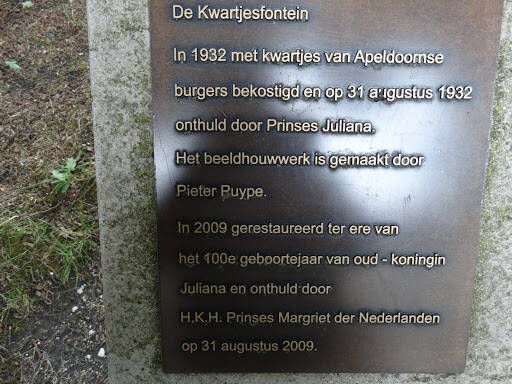 De Kwartjesfontein
In 1932 met kwartjes van Apeldoornse
burgers bekostigd en op 31 augustus 1932
onthuld door Prinses Juliana.
Het beeldhouwwerk is gemaakt door
Pieter Puype.
In 2009 gerestaureerd ter ere van
het 100e geboortejaar van oud - koningin
Juliana en onthuld door
H.K.H. Prinses Margriet der Nederlanden
op 31 augustus 2009.